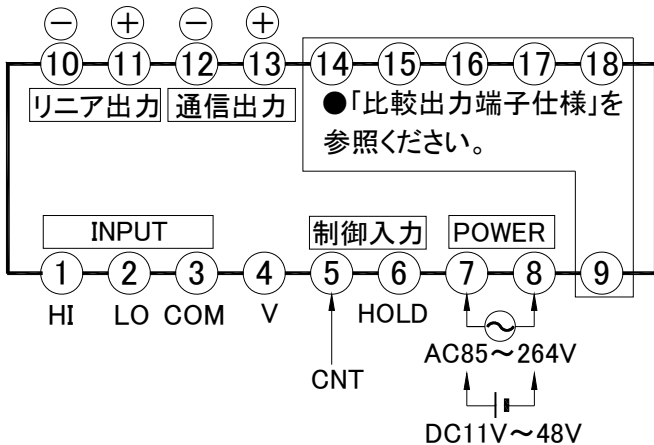 ⊖ ⊕ ⊖ ⊕
10 11 12 13 14 15 16 17 18
リニア出力 通信出力
●「比較出力端子仕様」を
参照ください。
INPUT 制御入力 POWER
1 2 3 4 5 6 7 8 9
HI LO COM V HOLD
CNT
AC85～264V
DC11V～48V